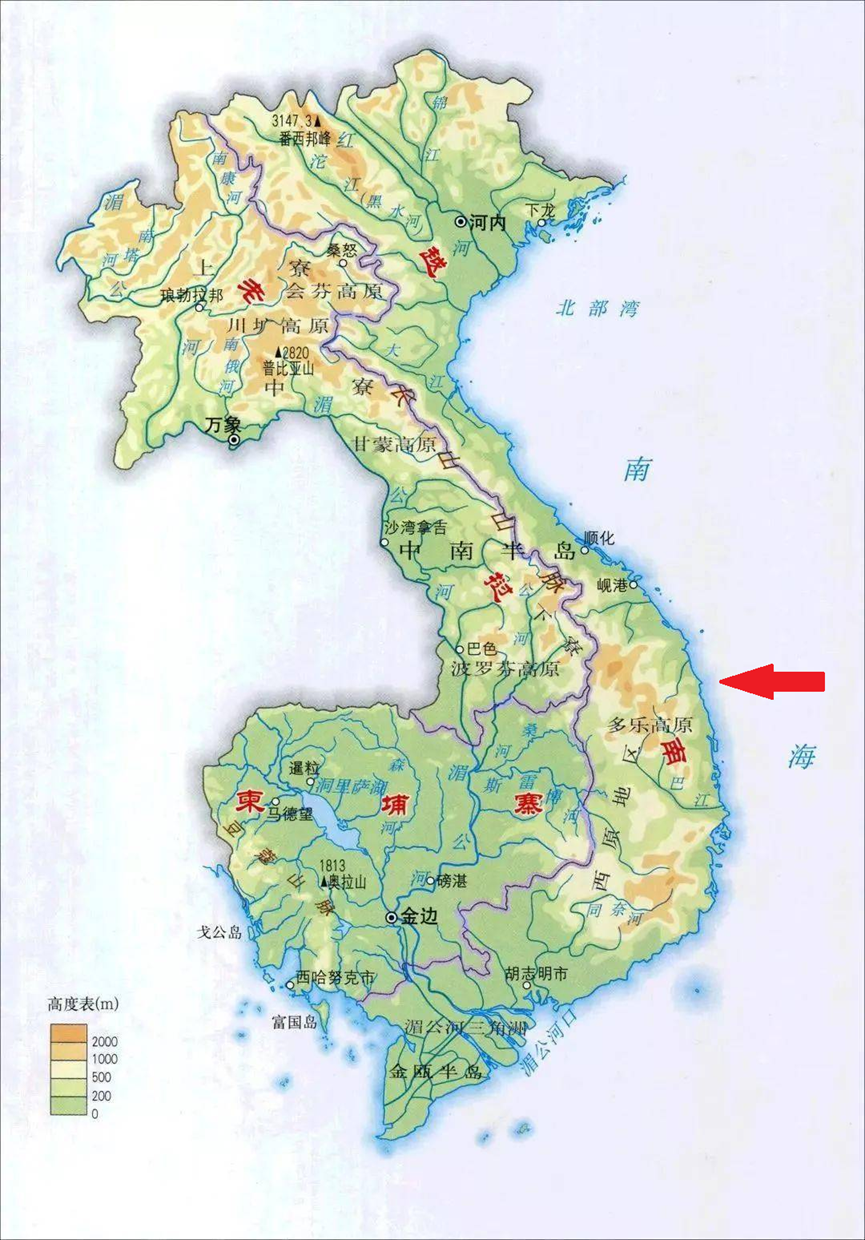 锦江
3147.3
番西邦峰
红
沱江(黑水河)
南康河
河内
河
下龙
湄
南塔河
公
上寮
桑怒
越
老
会芬高原
琅勃拉邦
北部湾
川圹高原
河
南俄河
2820
普比亚山
大江
中寮
长山山脉
湄
万象
甘蒙高原
南
公
沙湾拿吉
中南半岛
顺化
挝
岘港
河
公河
巴色
波罗芬高原
多乐高原
南
桑河
海
暹粒
洞里萨湖
森河
湄
斯雷博河
巴江
柬埔寨
马德望
西原地区
豆蔻山脉
公
1813
奥拉山
河
磅湛
同奈河
金边
戈公岛
西哈努克市
胡志明市
高度表(m)
富国岛
湄公河三角洲
湄公河口
2000
1000
500
200
0
金瓯半岛